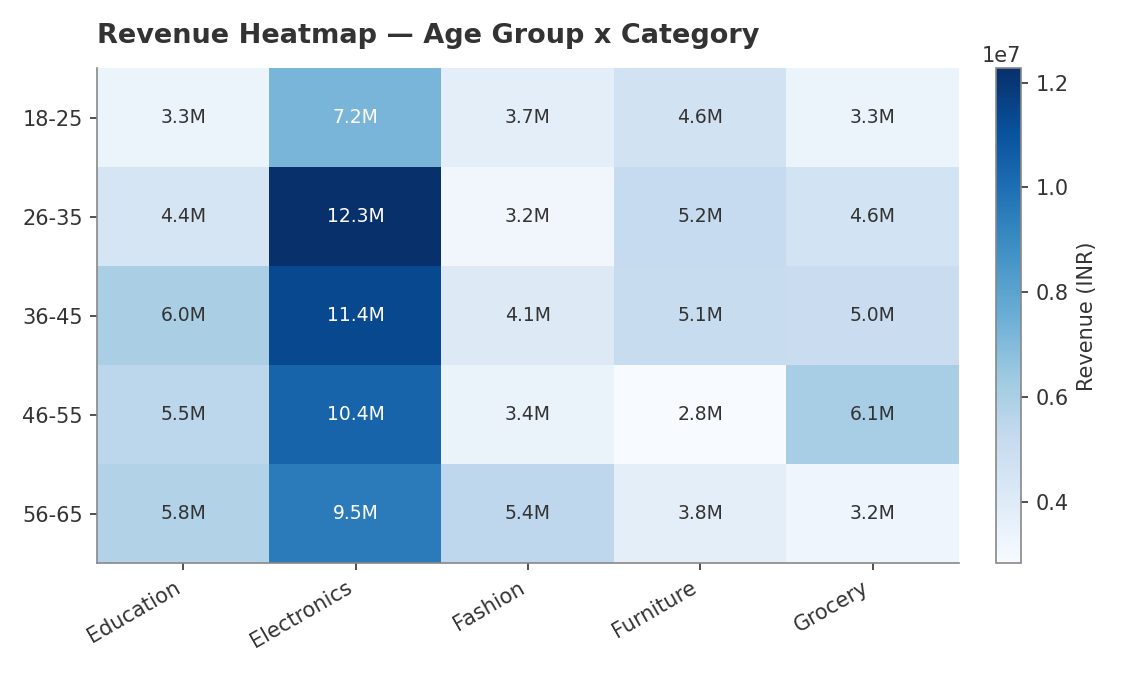 Revenue Heatmap — Age Group x Category
1e7
18-25 3.3M 7.2M 3.7M 4.6M 3.3M
26-35 4.4M 12.3M 3.2M 5.2M 4.6M
36-45 6.0M 11.4M 4.1M 5.1M 5.0M
46-55 5.5M 10.4M 3.4M 2.8M 6.1M
56-65 5.8M 9.5M 5.4M 3.8M 3.2M
Education Electronics Fashion Furniture Grocery
1.2
1.0
0.8
0.6
0.4
Revenue (INR)